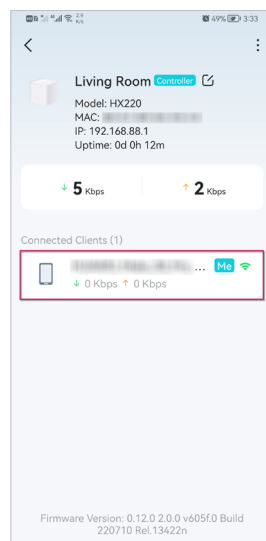 2.9
K/s
49% 3:33
Living Room Controller
Model: HX220
MAC:
IP: 192.168.88.1
Uptime: 0d 0h 12m
↓ 5 Kbps ↑ 2 Kbps
Connected Clients (1)
... Me
↓ 0 Kbps ↑ 0 Kbps
Firmware Version: 0.12.0 2.0.0 v605f.0 Build
220710 Rel.13422n